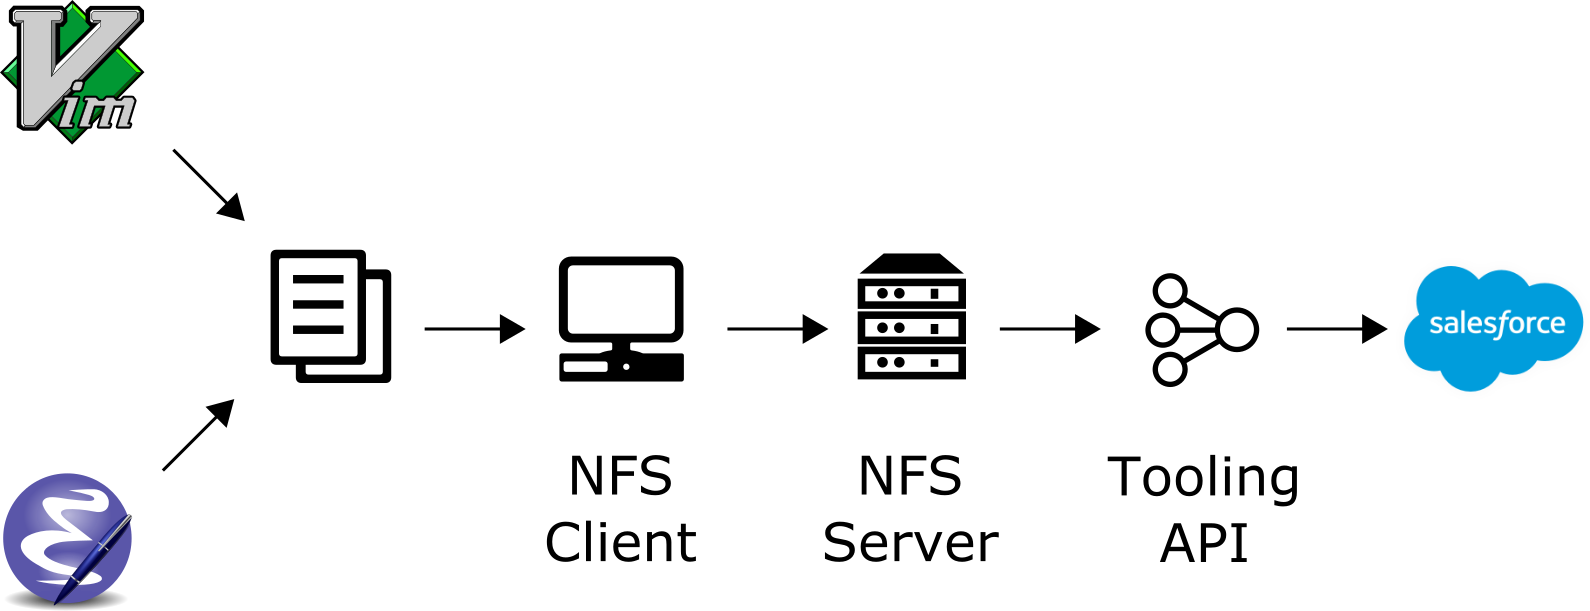 Vim
salesforce
NFS
Client
NFS
Server
Tooling
API